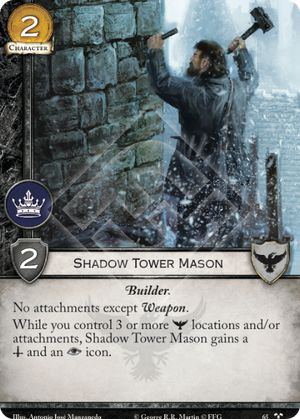 2
CHARACTER
2
SHADOW TOWER MASON
Builder.
No attachments except Weapon.
While you control 3 or more locations and/or
attachments, Shadow Tower Mason gains a
and an icon.
Illus. Antonio José Manzanedo © George R.R. Martin © FFG 65